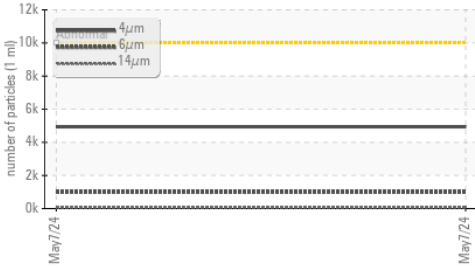 12k
10k
8k
6k
4k
2k
0k
number of particles (1 ml)
Abnormal
4µm
6µm
14µm
May7/24
May7/24